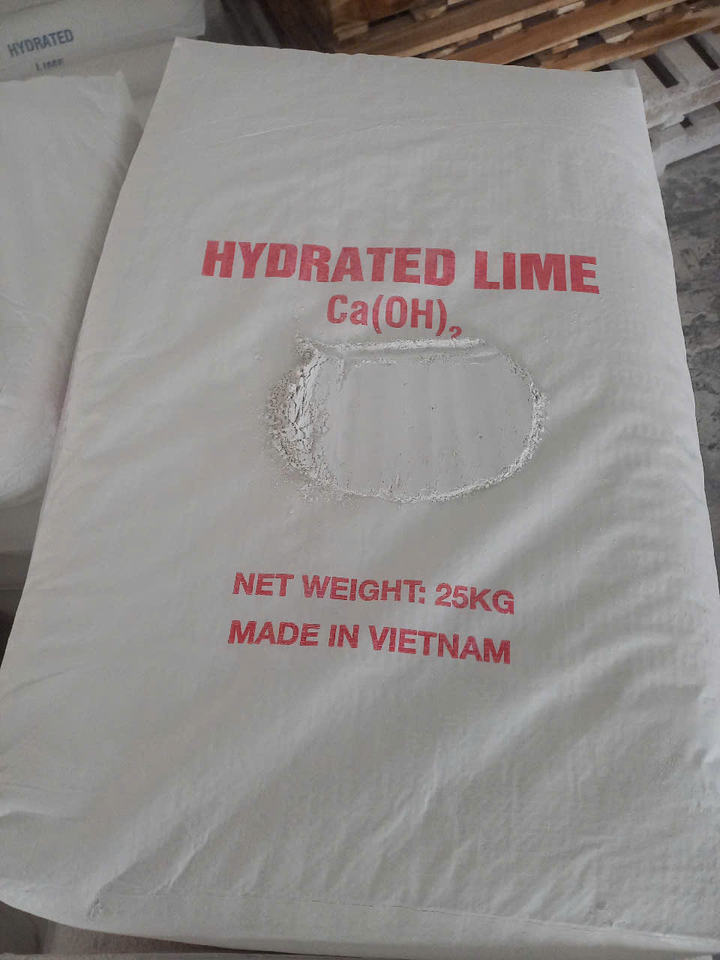 HYDRATED
LIME
HYDRATED LIME
Ca(OH)₂
NET WEIGHT: 25KG
MADE IN VIETNAM